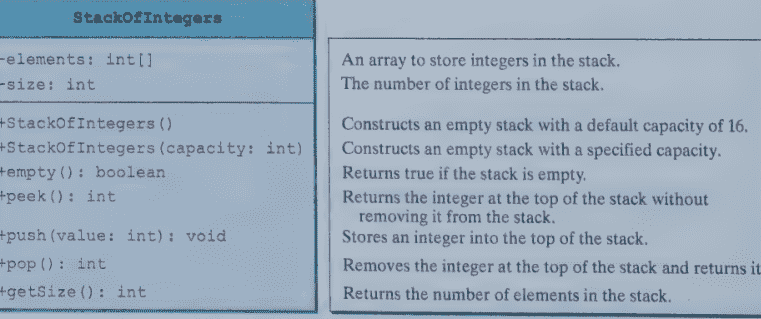 StackOfIntegers
-elements: int[]
-size: int
+StackOfIntegers()
+StackOfIntegers(capacity: int)
+empty(): boolean
+peek(): int
+push(value: int): void
+pop(): int
+getSize(): int
An array to store integers in the stack.
The number of integers in the stack.
Constructs an empty stack with a default capacity of 16.
Constructs an empty stack with a specified capacity.
Returns true if the stack is empty.
Returns the integer at the top of the stack without
removing it from the stack.
Stores an integer into the top of the stack.
Removes the integer at the top of the stack and returns it
Returns the number of elements in the stack.